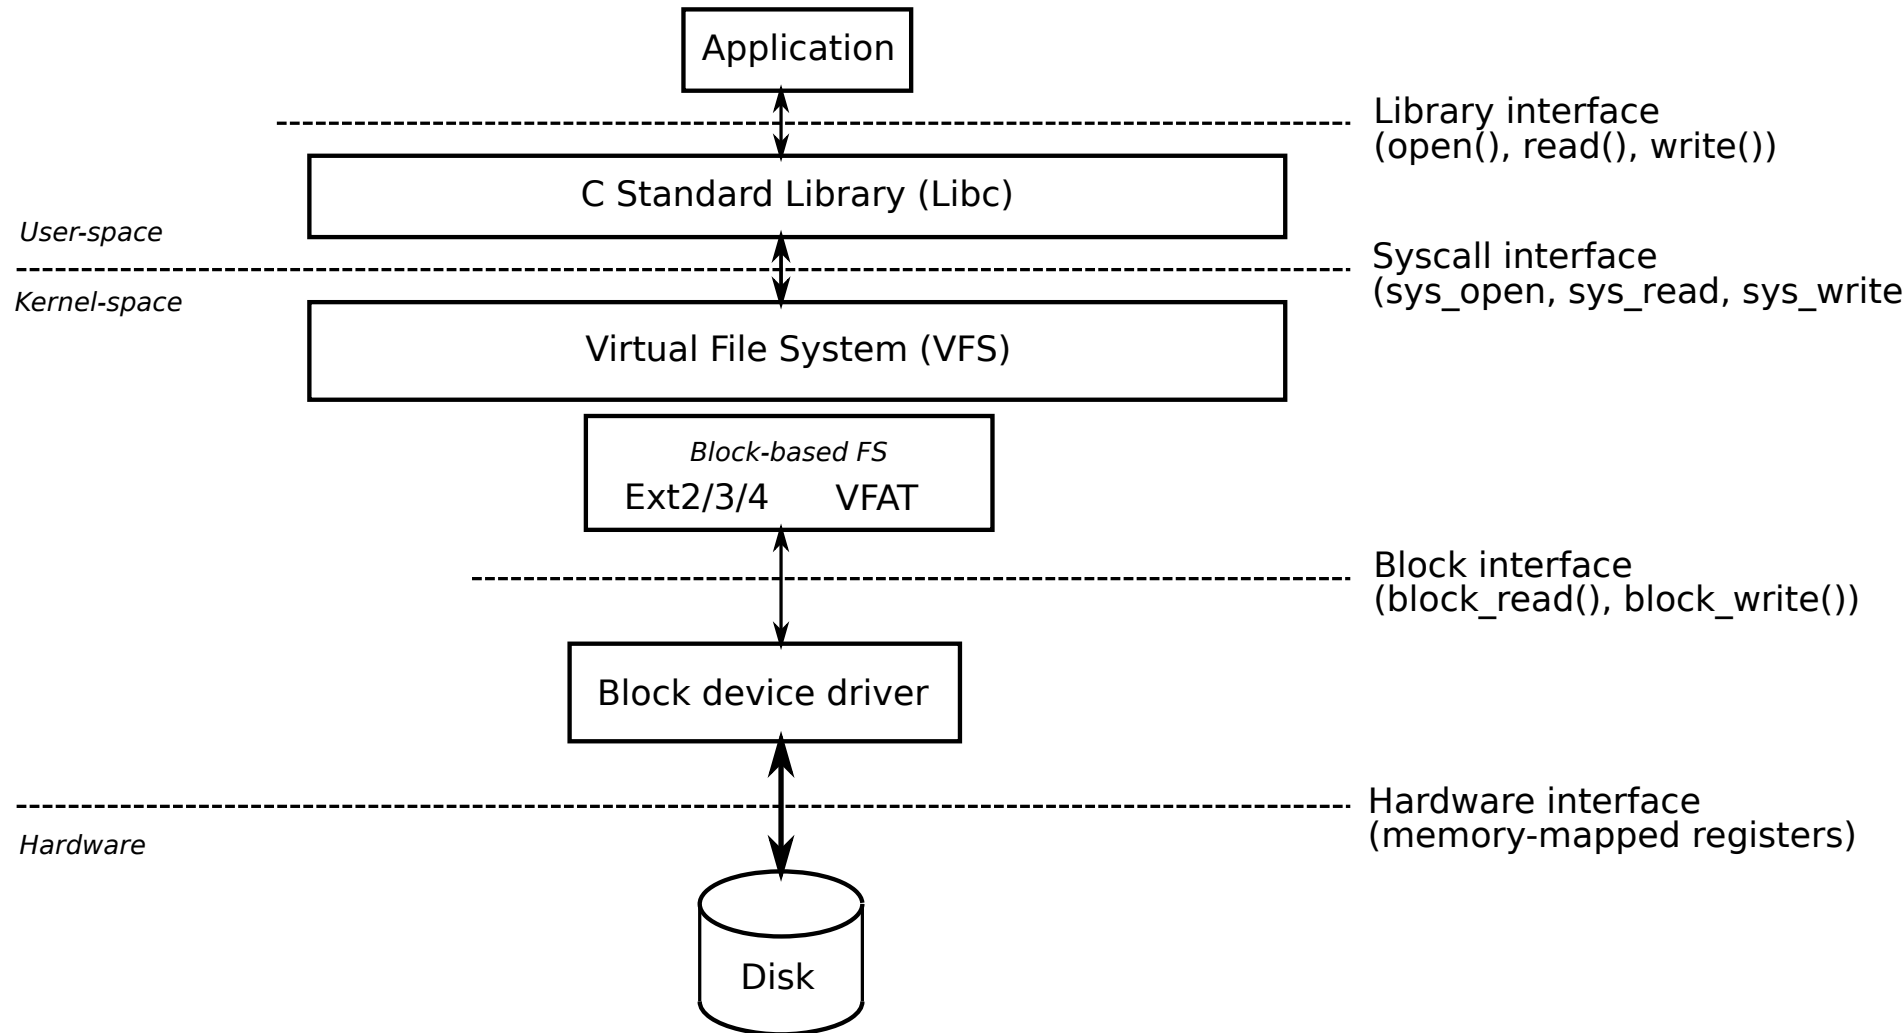 Application
Library interface
(open(), read(), write())
C Standard Library (Libc)
User-space
Syscall interface
(sys_open, sys_read, sys_write
Kernel-space
Virtual File System (VFS)
Block-based FS
Ext2/3/4 VFAT
Block interface
(block_read(), block_write())
Block device driver
Hardware interface
(memory-mapped registers)
Hardware
Disk